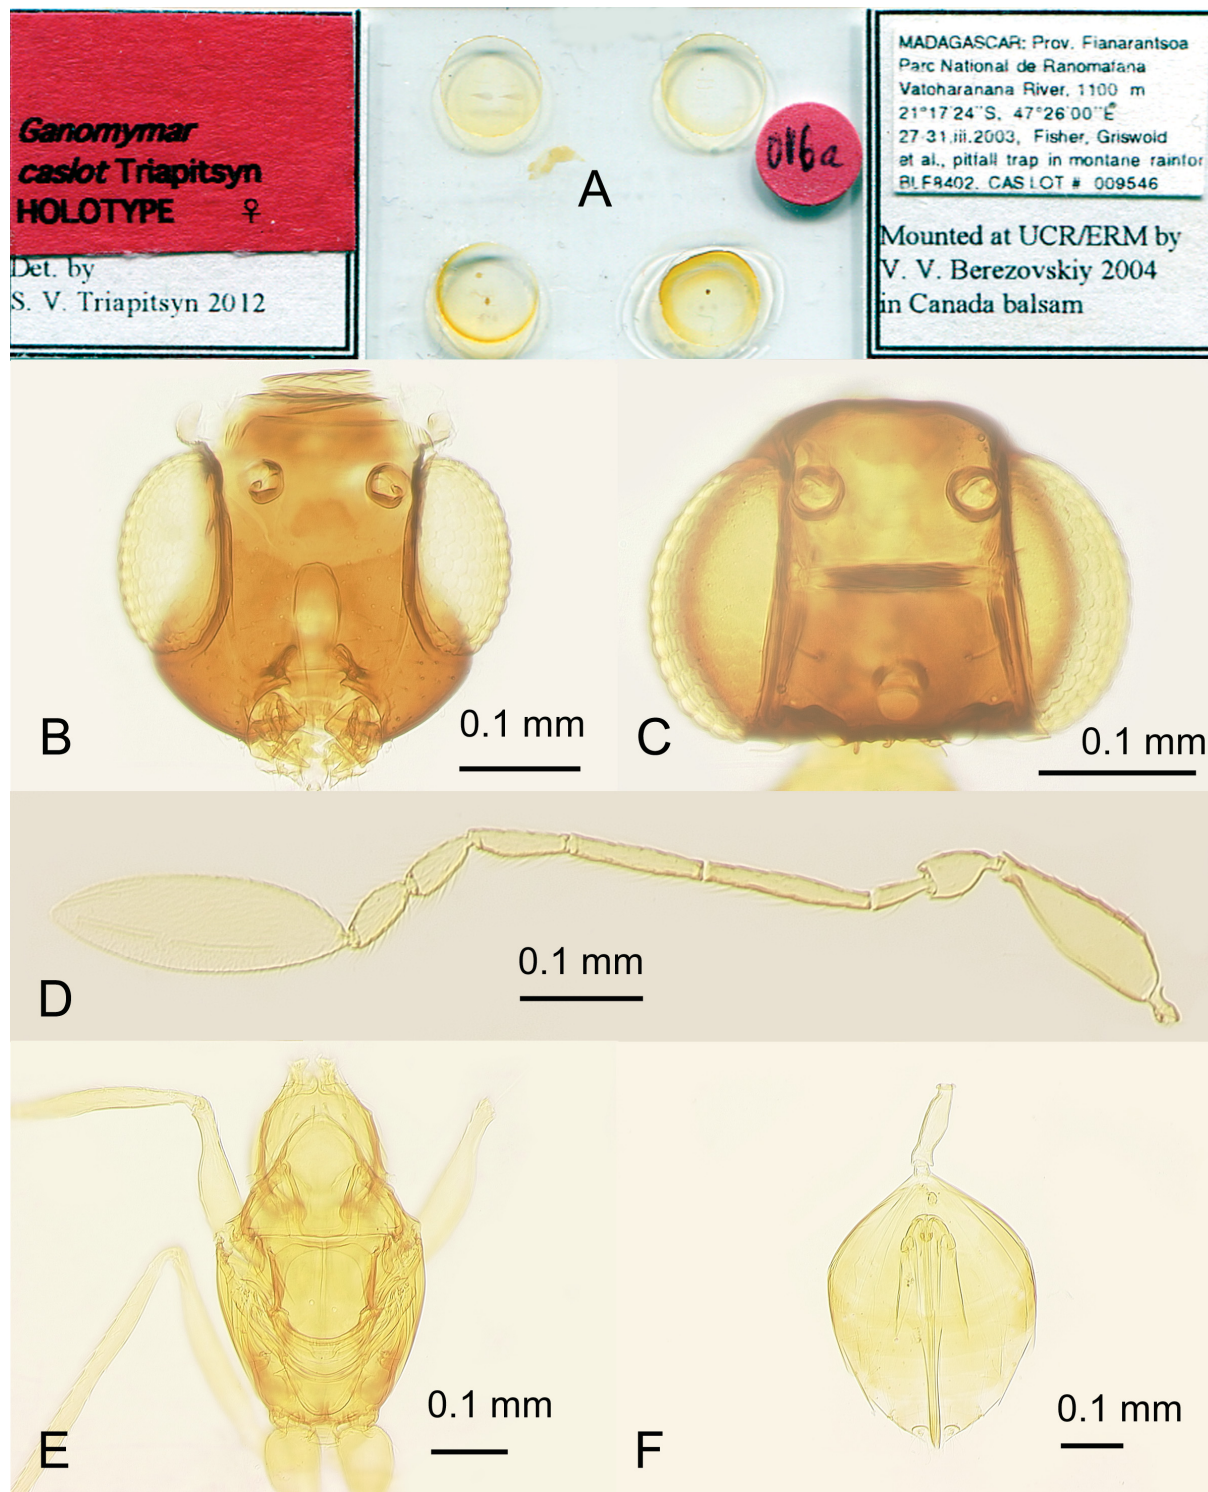 Ganomymar
caslot Triapitsyn
HOLOTYPE ♀
Det. by
S. V. Triapitsyn 2012
A
016a
MADAGASCAR: Prov. Fianarantsoa
Parc National de Ranomafana
Vatoharanana River, 1100 m
21°17'24"S, 47°26'00"E
27-31.iii.2003, Fisher, Griswold
et al., pitfall trap in montane rainfor
BLF8402. CAS LOT # 009546
Mounted at UCR/ERM by
V. V. Berezovskiy 2004
in Canada balsam
B
0.1 mm
C
0.1 mm
D
0.1 mm
E
0.1 mm
F
0.1 mm